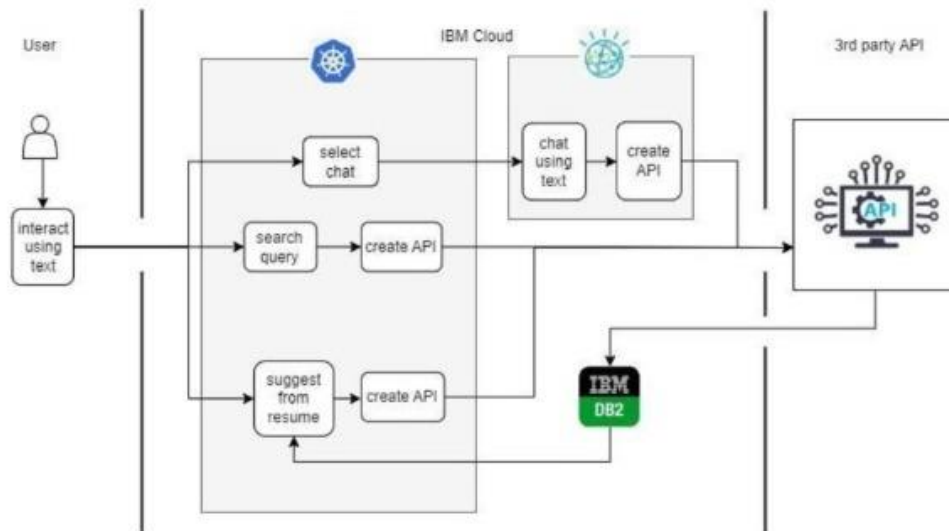 User
IBM Cloud
3rd party API
select
chat
chat
using
text
create
API
API
interact
using
text
search
query
create API
suggest
from
resume
create API
IBM
DB2